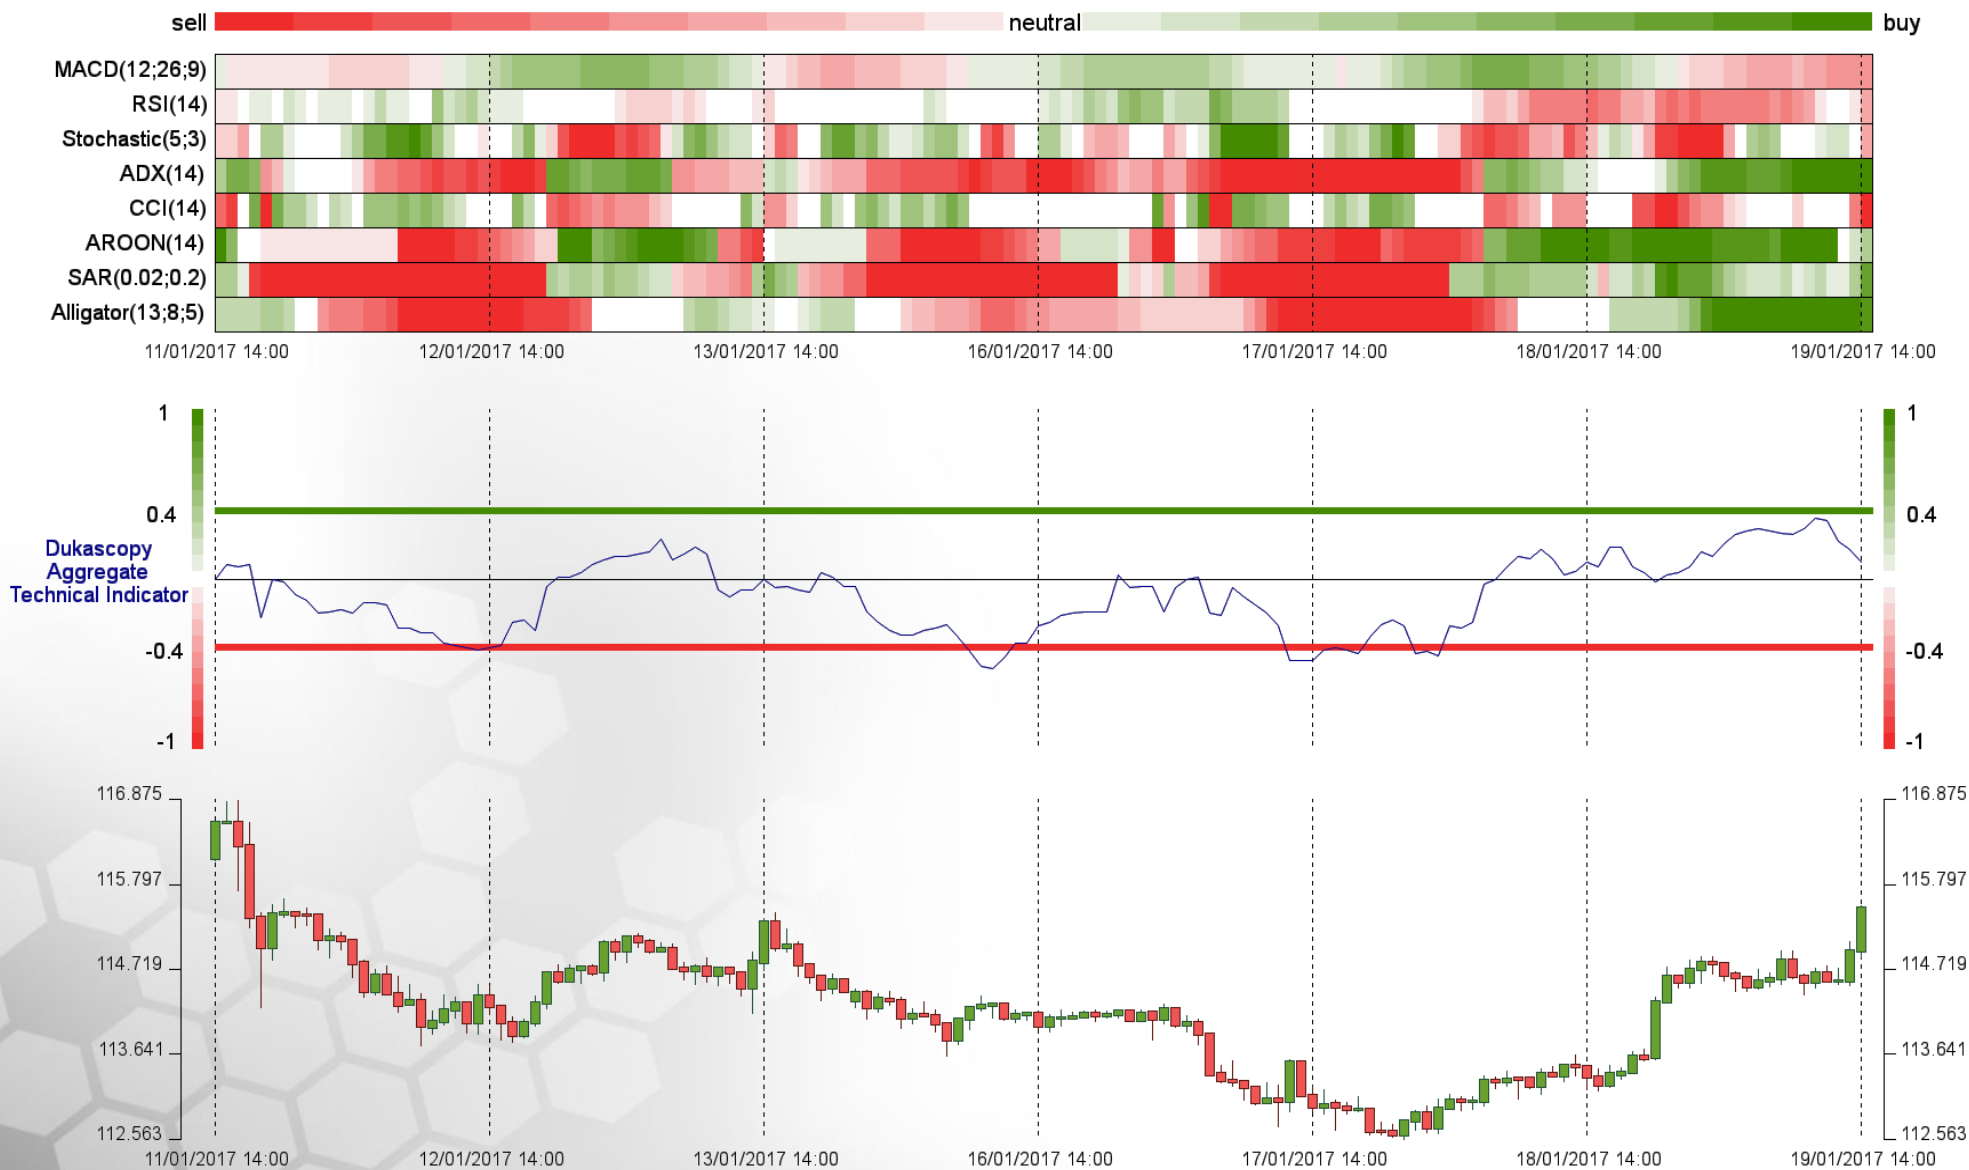 sell neutral buy
MACD(12;26;9)
RSI(14)
Stochastic(5;3)
ADX(14)
CCI(14)
AROON(14)
SAR(0.02;0.2)
Alligator(13;8;5)
11/01/2017 14:00 12/01/2017 14:00 13/01/2017 14:00 16/01/2017 14:00 17/01/2017 14:00 18/01/2017 14:00 19/01/2017 14:00
1 1
0.4 0.4
Dukascopy
Aggregate
Technical Indicator
-0.4 -0.4
-1 -1
116.875 116.875
115.797 115.797
114.719 114.719
113.641 113.641
112.563 112.563
11/01/2017 14:00 12/01/2017 14:00 13/01/2017 14:00 16/01/2017 14:00 17/01/2017 14:00 18/01/2017 14:00 19/01/2017 14:00